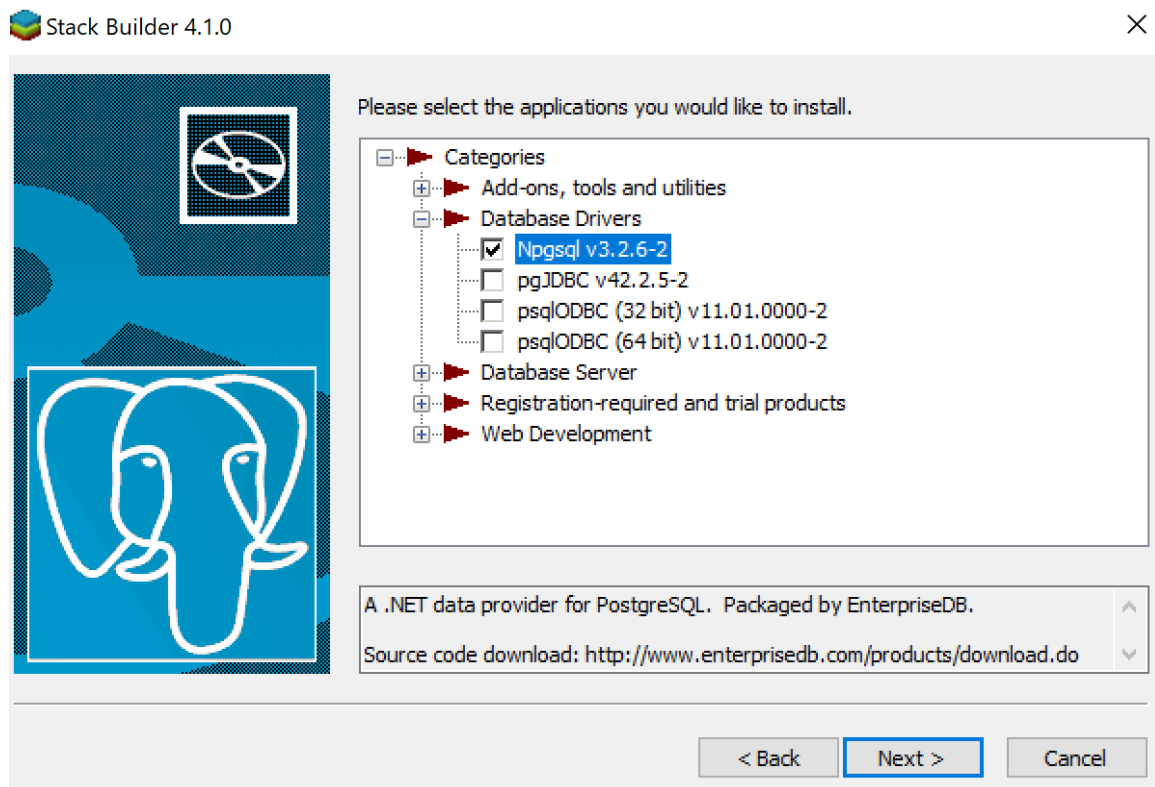 Stack Builder 4.1.0
Please select the applications you would like to install.
Categories
Add-ons, tools and utilities
Database Drivers
Npgsql v3.2.6-2
pgJDBC v42.2.5-2
psqlODBC (32 bit) v11.01.0000-2
psqlODBC (64 bit) v11.01.0000-2
Database Server
Registration-required and trial products
Web Development
A .NET data provider for PostgreSQL.  Packaged by EnterpriseDB.
Source code download: http://www.enterprisedb.com/products/download.do
< Back Next > Cancel